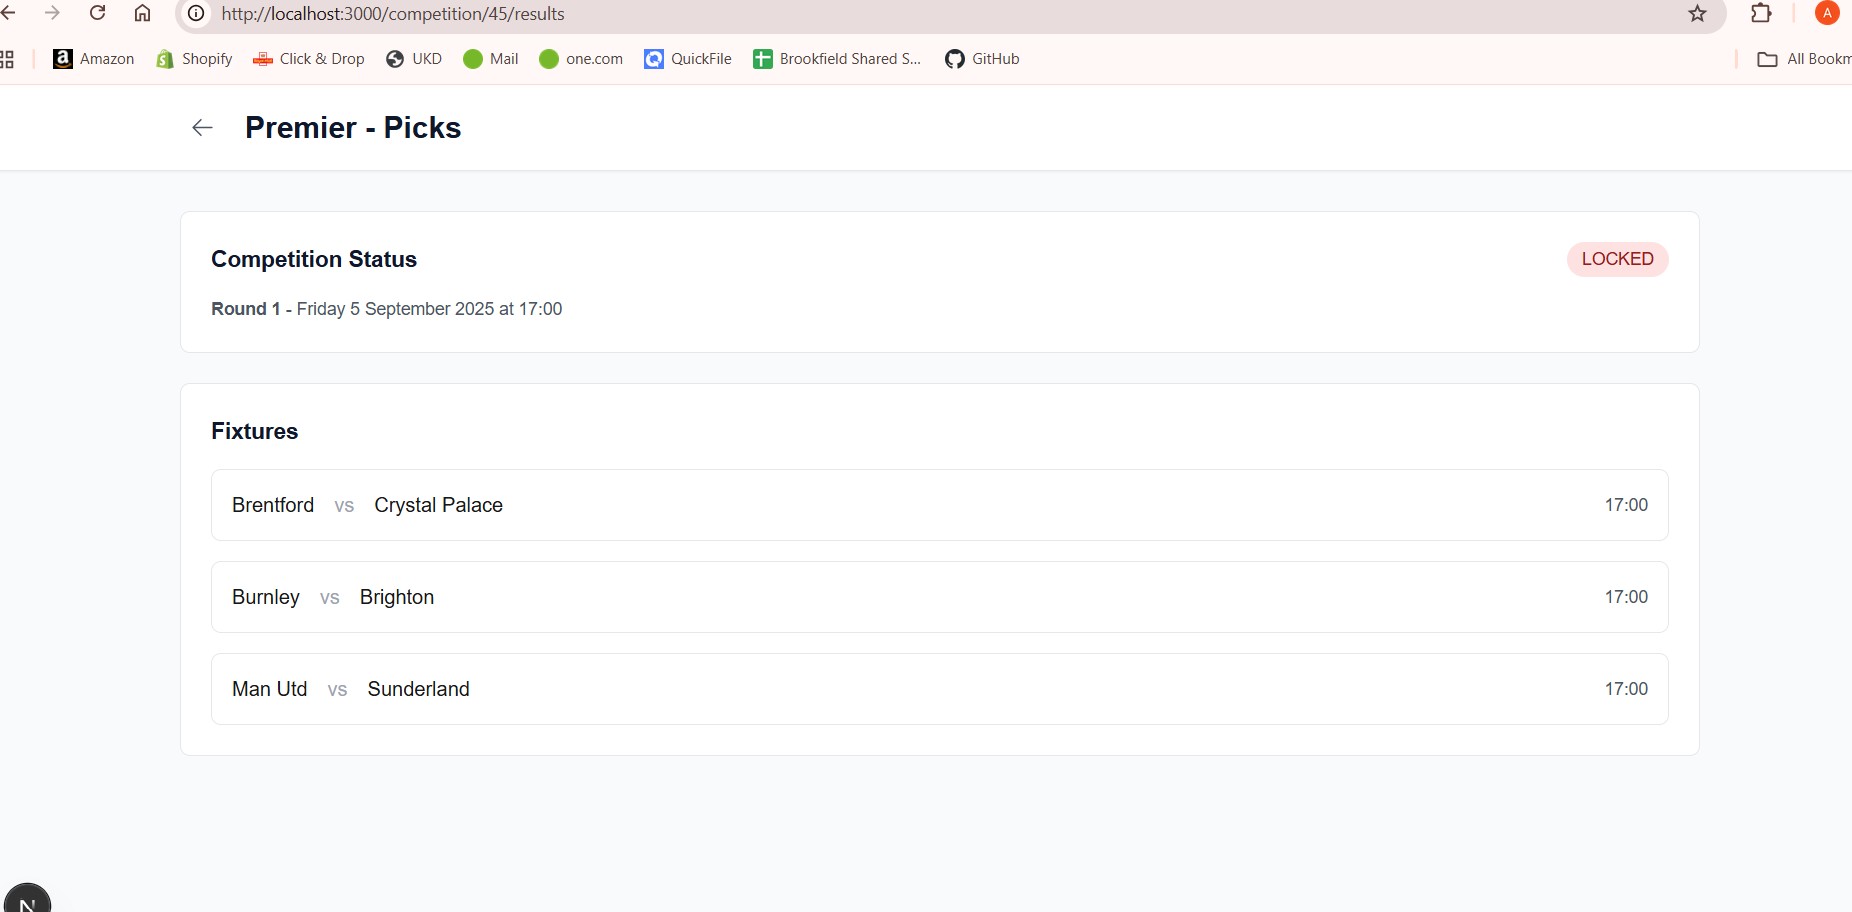 http://localhost:3000/competition/45/results
A
Amazon Shopify Click & Drop UKD Mail one.com QuickFile Brookfield Shared S... GitHub All Bookm
Premier - Picks
Competition Status LOCKED
Round 1 - Friday 5 September 2025 at 17:00
Fixtures
Brentford vs Crystal Palace 17:00
Burnley vs Brighton 17:00
Man Utd vs Sunderland 17:00
N